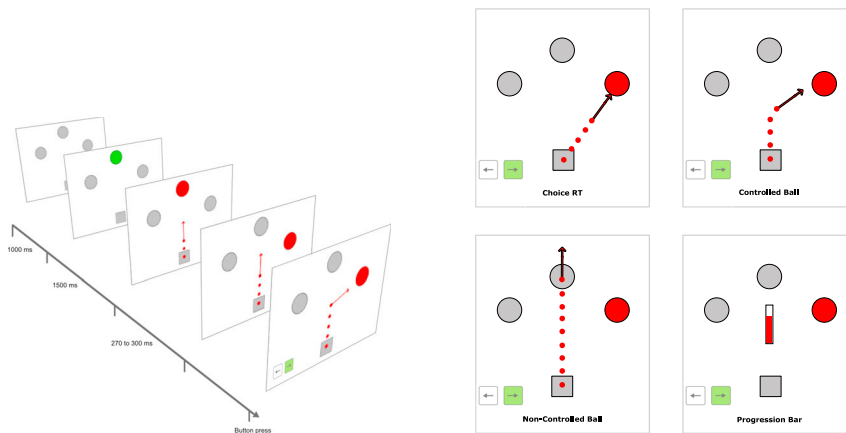 1000 ms
1500 ms
270 to 300 ms
Button press
Choice RT
Controlled Ball
Non-Controlled Ball
Progression Bar